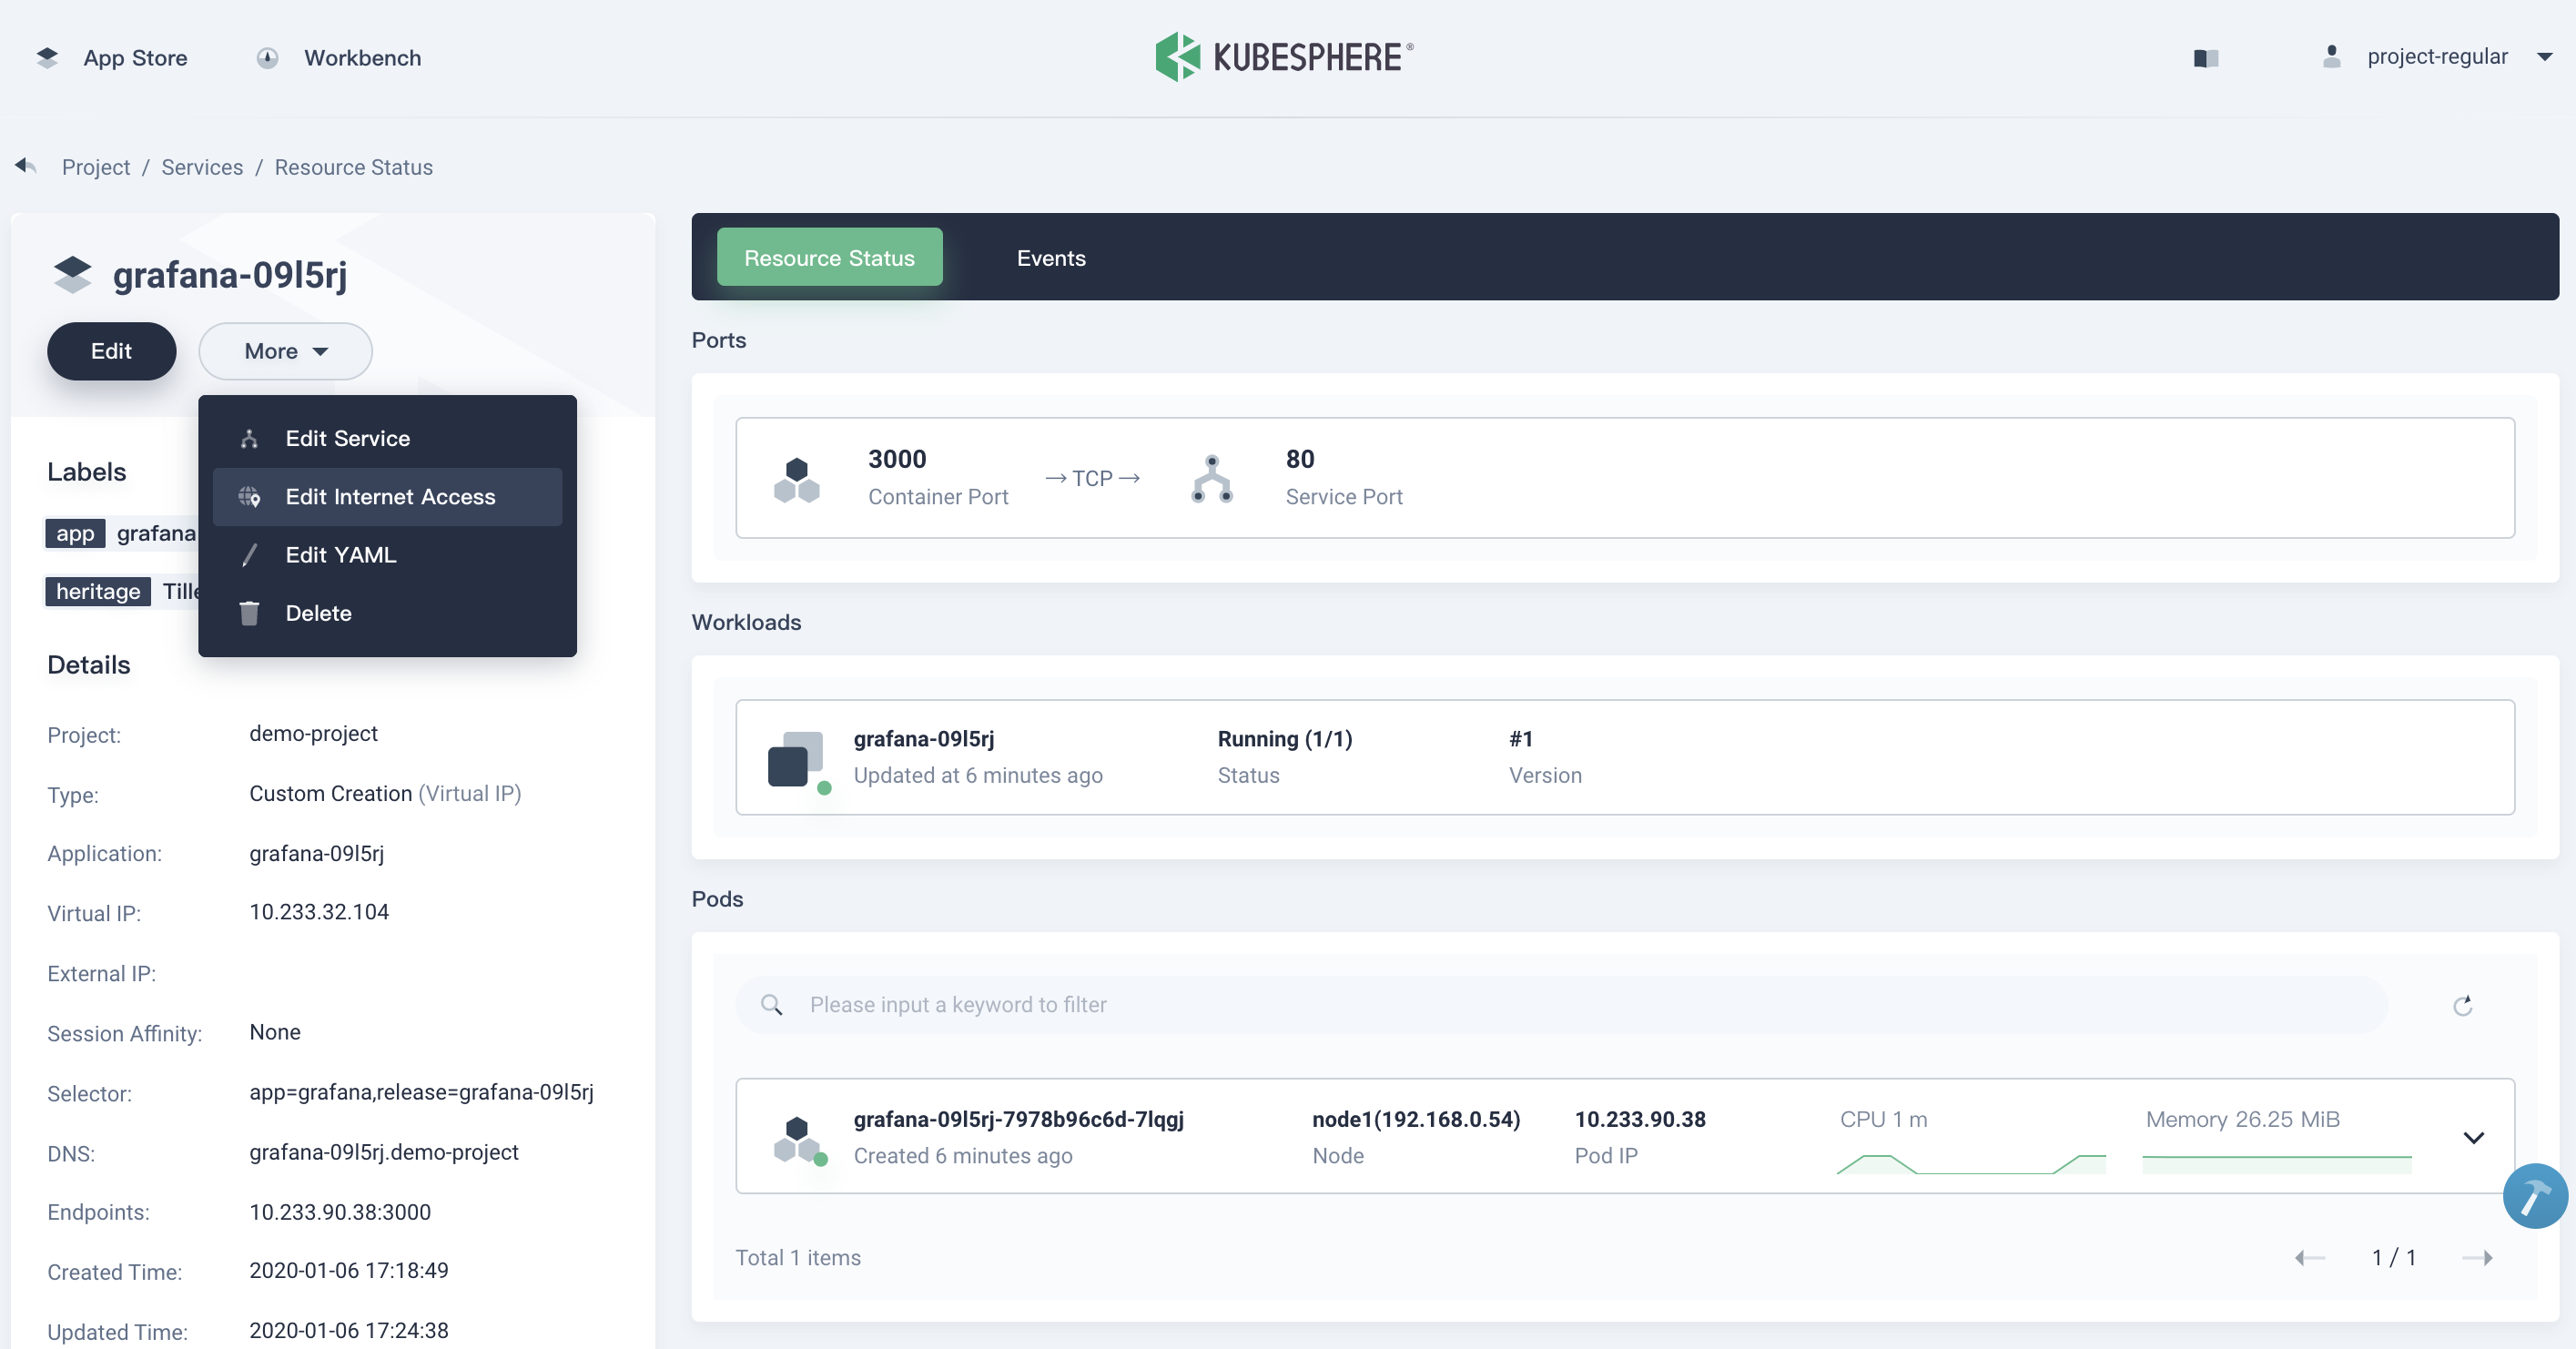 App Store
Workbench
KUBESPHERE®
project-regular
Project / Services / Resource Status
grafana-09l5rj
Edit
More
Edit Service
Edit Internet Access
Edit YAML
Delete
Labels
app grafana
heritage Tille
Details
Project: demo-project
Type: Custom Creation (Virtual IP)
Application: grafana-09l5rj
Virtual IP: 10.233.32.104
External IP:
Session Affinity: None
Selector: app=grafana,release=grafana-09l5rj
DNS: grafana-09l5rj.demo-project
Endpoints: 10.233.90.38:3000
Created Time: 2020-01-06 17:18:49
Updated Time: 2020-01-06 17:24:38
Resource Status
Events
Ports
3000
Container Port
TCP
80
Service Port
Workloads
grafana-09l5rj
Updated at 6 minutes ago
Running (1/1)
Status
#1
Version
Pods
Please input a keyword to filter
grafana-09l5rj-7978b96c6d-7lqgj
Created 6 minutes ago
node1(192.168.0.54)
Node
10.233.90.38
Pod IP
CPU 1 m
Memory 26.25 MiB
Total 1 items
1 / 1